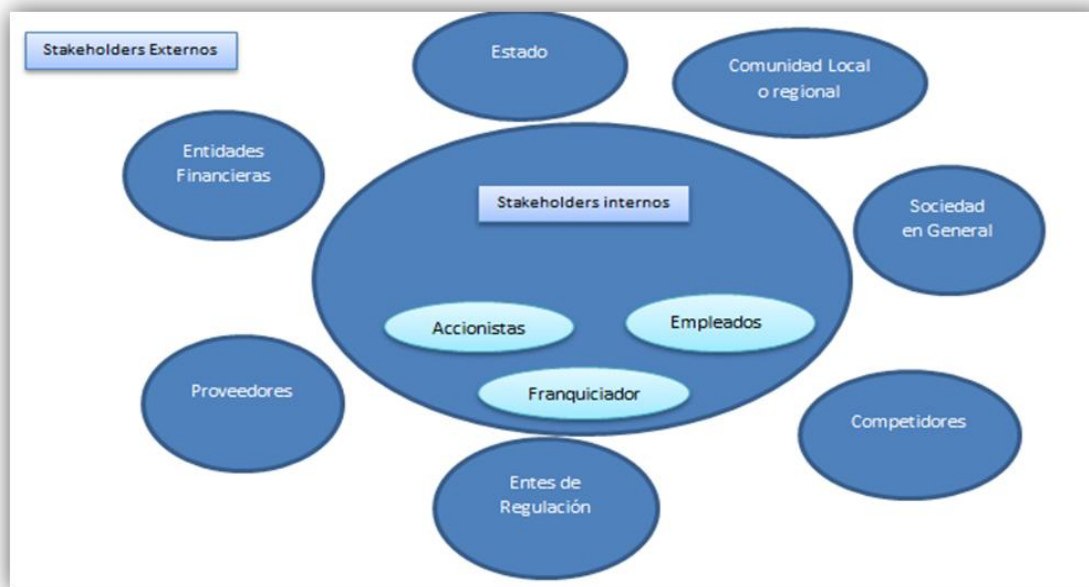 Stakeholders Externos
Estado
Comunidad Local
o regional
Entidades
Financieras
Stakeholders internos
Sociedad
en General
Accionistas
Empleados
Franquiciador
Proveedores
Competidores
Entes de
Regulación